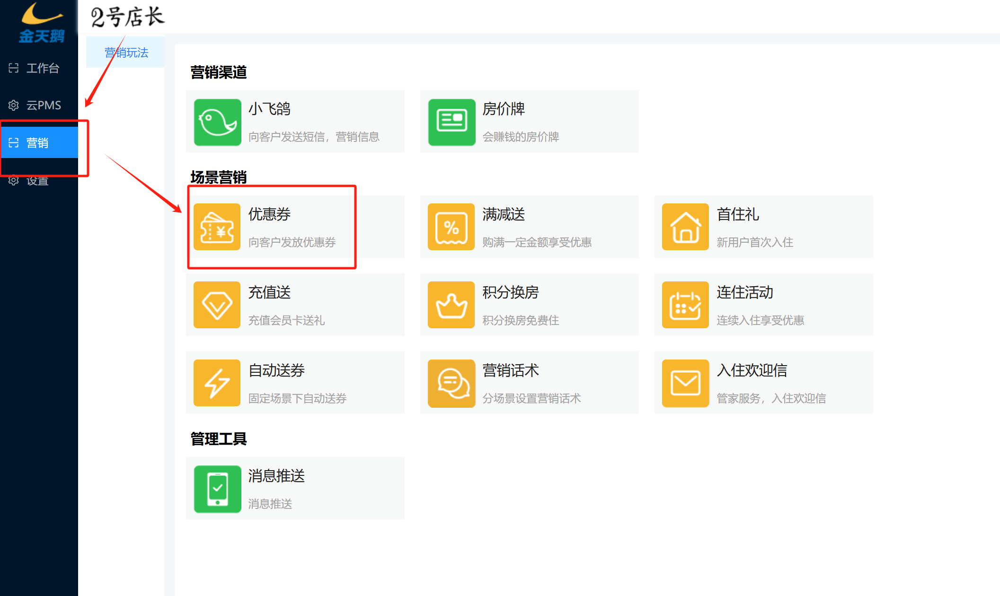 金天鹅
2号店长
工作台
云PMS
营销
设置
营销玩法
营销渠道
小飞鸽
向客户发送短信，营销信息
房价牌
会赚钱的房价牌
场景营销
优惠券
向客户发放优惠券
满减送
购满一定金额享受优惠
首住礼
新用户首次入住
充值送
充值会员卡送礼
积分换房
积分换房免费住
连住活动
连续入住享受优惠
自动送券
固定场景下自动送券
营销话术
分场景设置营销话术
入住欢迎信
管家服务，入住欢迎信
管理工具
消息推送
消息推送